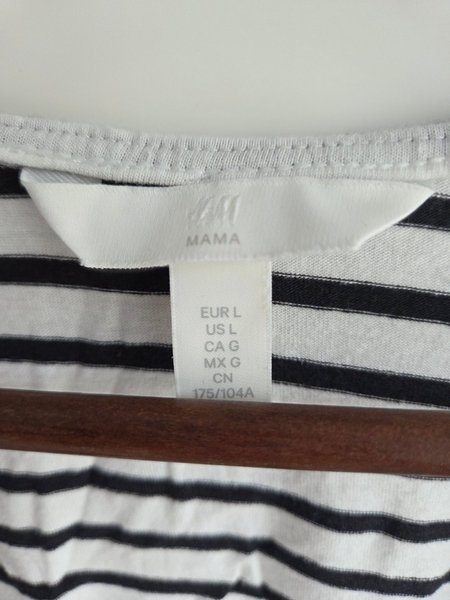 H&M
MAMA
EUR L
US L
CA G
MX G
CN
175/104A